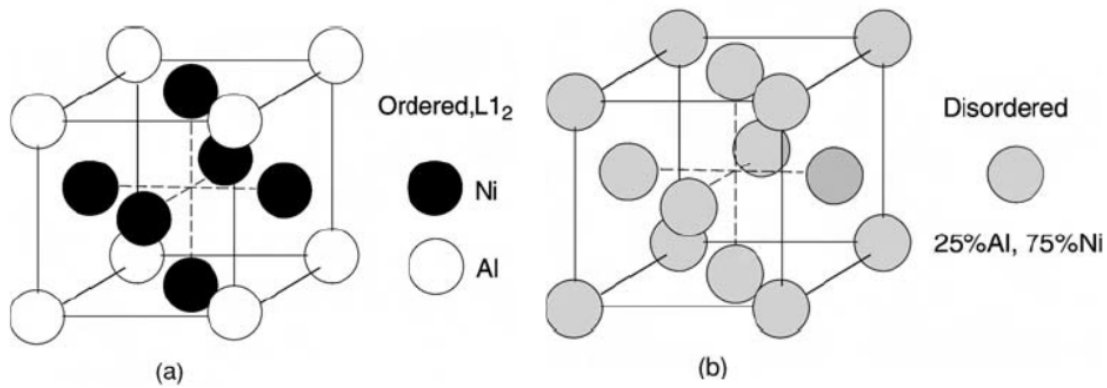 Ordered,L1₂
Ni
Al
(a)
Disordered
25%Al, 75%Ni
(b)